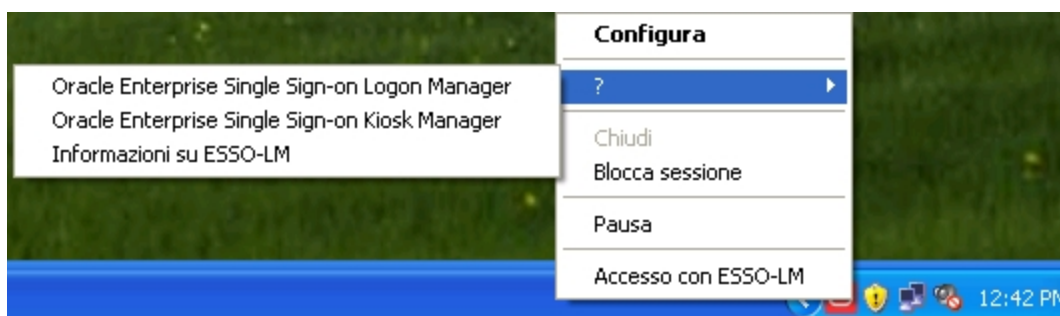 Configura
?
Oracle Enterprise Single Sign-on Logon Manager
Oracle Enterprise Single Sign-on Kiosk Manager
Informazioni su ESSO-LM
Chiudi
Blocca sessione
Pausa
Accesso con ESSO-LM
12:42 PM